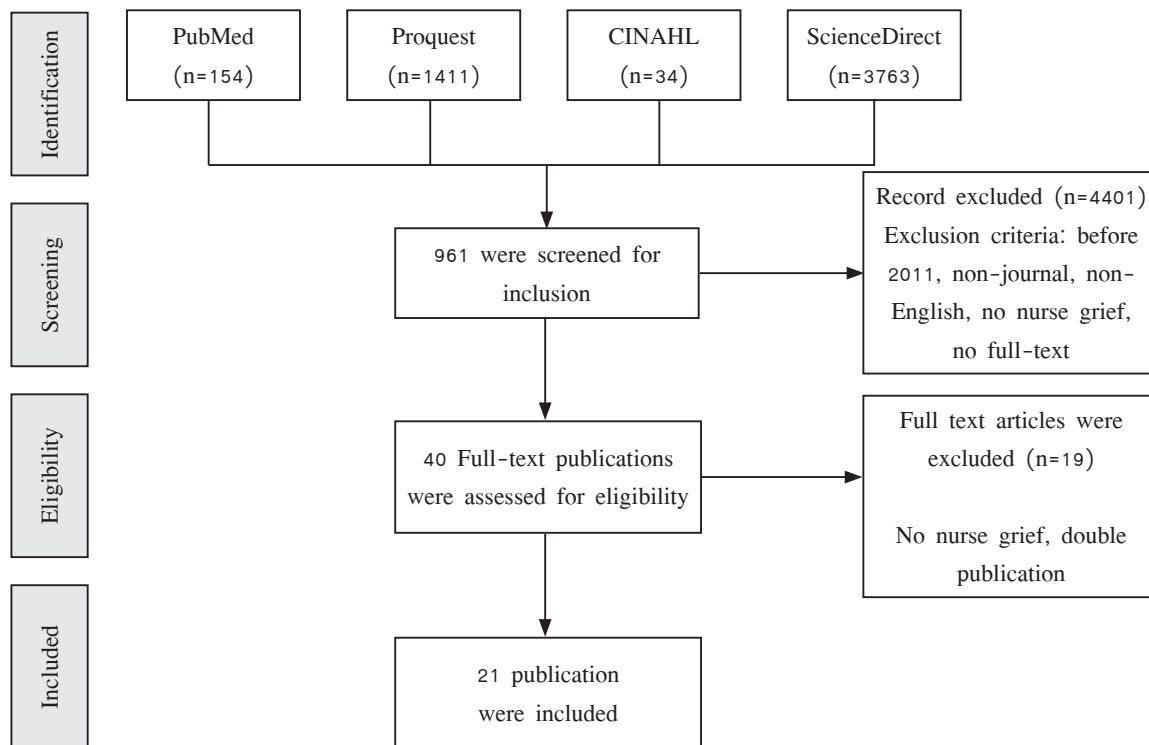 Identification
PubMed
(n=154)
Proquest
(n=1411)
CINAHL
(n=34)
ScienceDirect
(n=3763)
Screening
961 were screened for
inclusion
Record excluded (n=4401)
Exclusion criteria: before
2011, non-journal, non-
English, no nurse grief,
no full-text
Eligibility
40 Full-text publications
were assessed for eligibility
Full text articles were
excluded (n=19)
No nurse grief, double
publication
Included
21 publication
were included